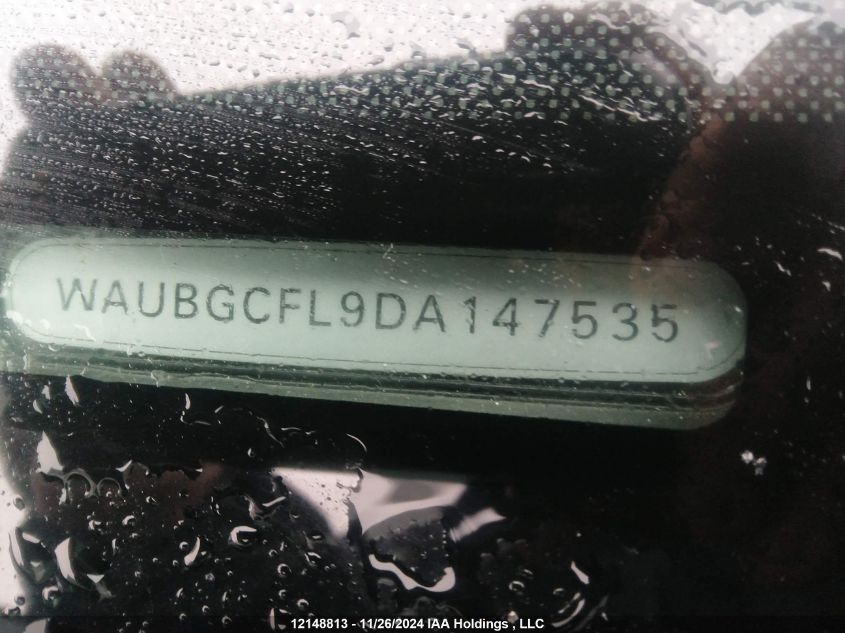 WAUBGCFL9DA147535
12148813 - 11/26/2024 IAA Holdings , LLC